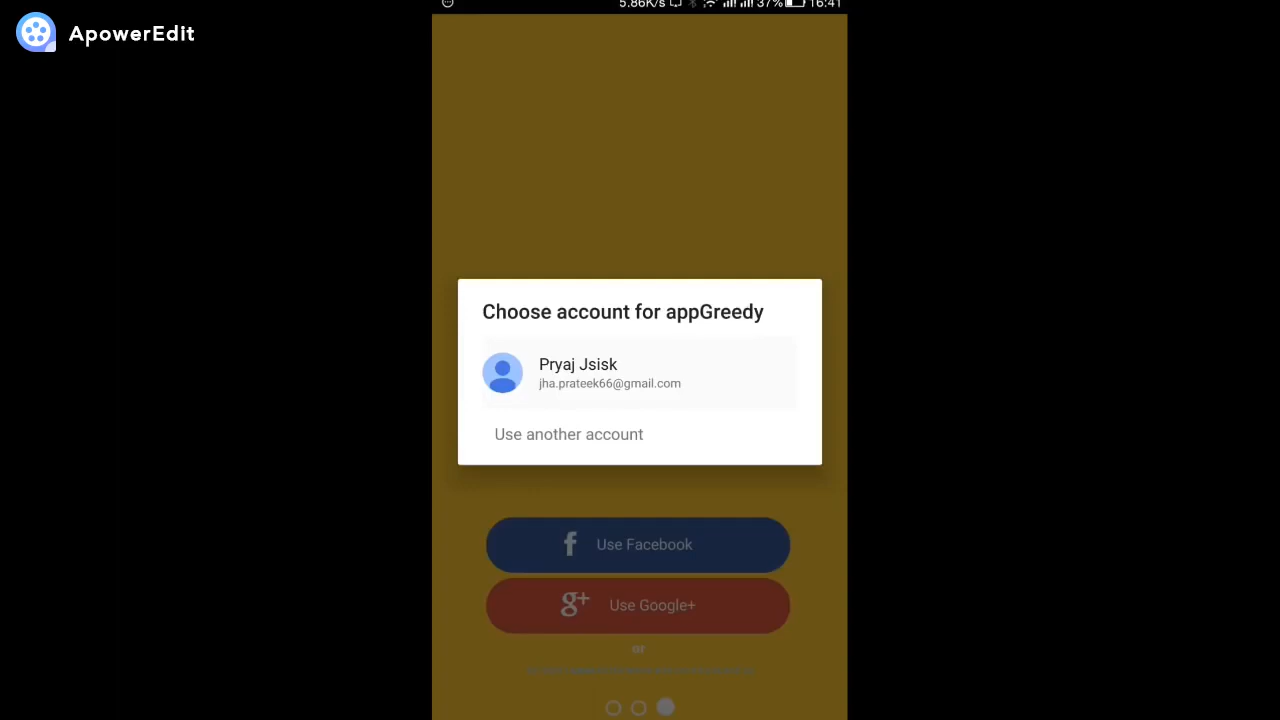 ApowerEdit
5.86K/s 37% 16:41
Choose account for appGreedy
Pryaj Jsisk
jha.prateek66@gmail.com
Use another account
f Use Facebook
g+ Use Google+
or